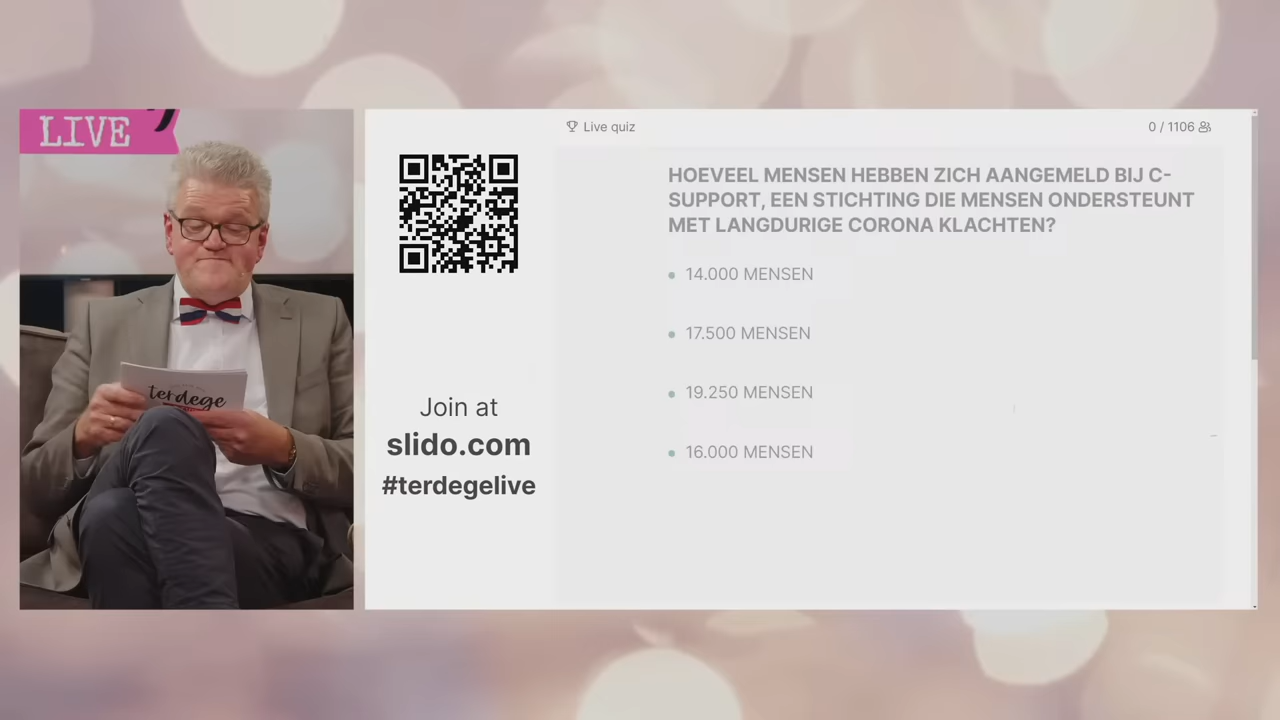 LIVE
terdege
Join at
slido.com
#terdegelive
Live quiz
0 / 1106
HOEVEEL MENSEN HEBBEN ZICH AANGEMELD BIJ C-
SUPPORT, EEN STICHTING DIE MENSEN ONDERSTEUNT
MET LANGDURIGE CORONA KLACHTEN?
14.000 MENSEN
17.500 MENSEN
19.250 MENSEN
16.000 MENSEN